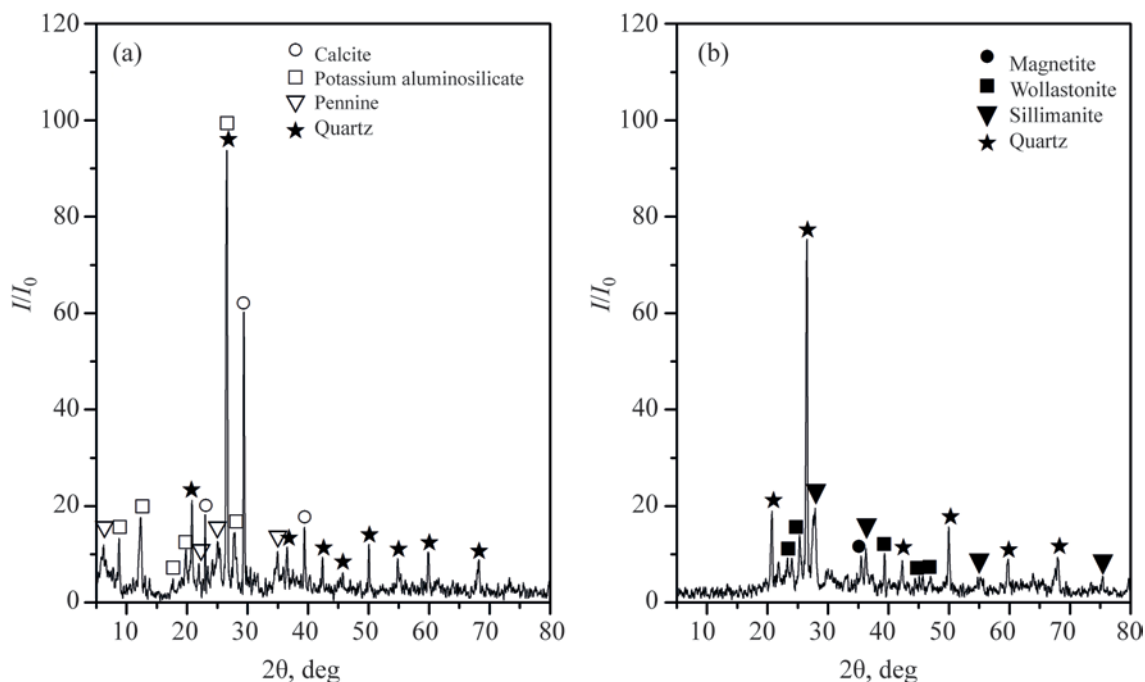 (a)
Calcite
Potassium aluminosilicate
Pennine
Quartz
120
100
80
60
40
20
0
I/I0
10 20 30 40 50 60 70 80
2θ, deg
(b)
Magnetite
Wollastonite
Sillimanite
Quartz
120
100
80
60
40
20
0
I/I0
10 20 30 40 50 60 70 80
2θ, deg